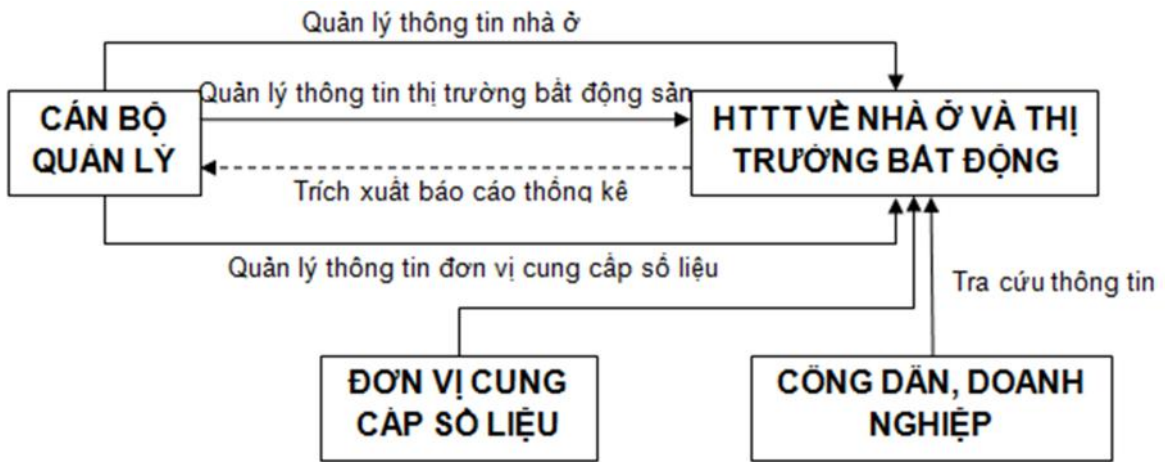 Quản lý thông tin nhà ở
Quản lý thông tin thị trường bất động sản
CÁN BỘ
QUẢN LÝ
HTTT VỀ NHÀ Ở VÀ THỊ
TRƯỜNG BẤT ĐỘNG
Trích xuất báo cáo thống kê
Quản lý thông tin đơn vị cung cấp số liệu
Tra cứu thông tin
ĐƠN VỊ CUNG
CẤP SỐ LIỆU
CÔNG DÂN, DOANH
NGHIỆP